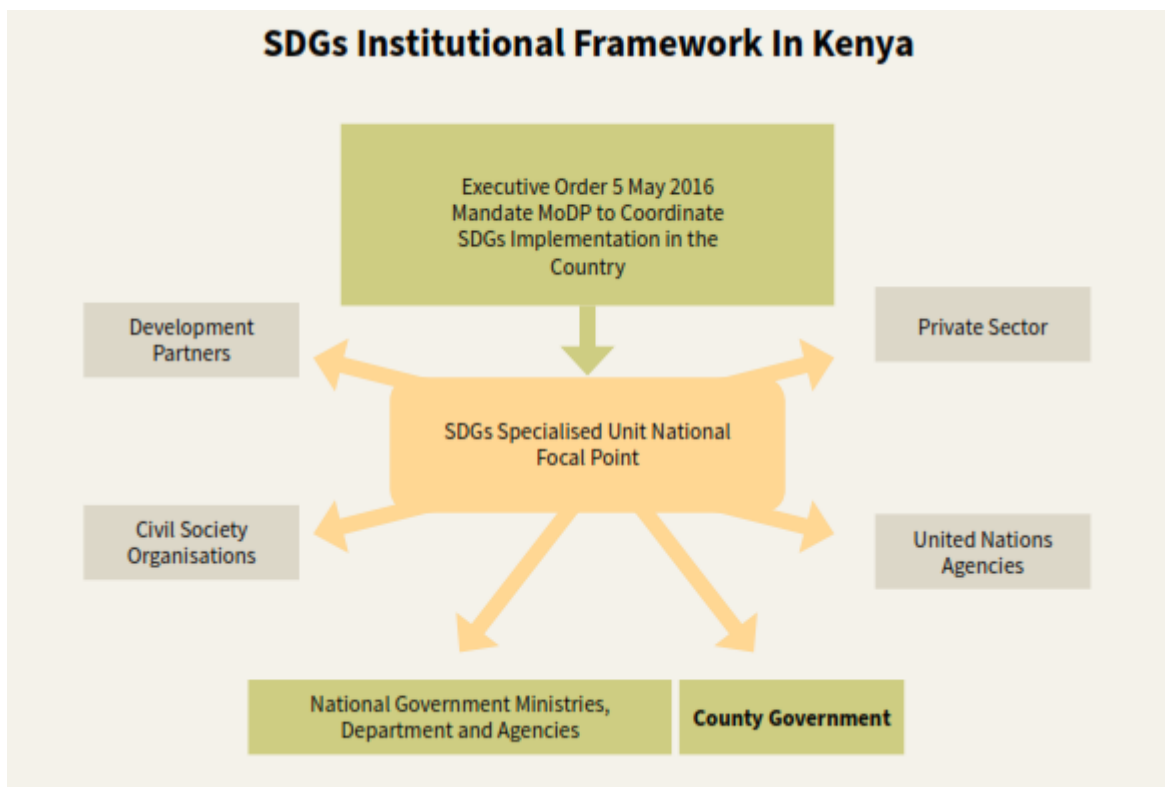 SDGs Institutional Framework In Kenya
Executive Order 5 May 2016
Mandate MoDP to Coordinate
SDGs Implementation in the
Country
Development
Partners
Private Sector
SDGs Specialised Unit National
Focal Point
Civil Society
Organisations
United Nations
Agencies
National Government Ministries,
Department and Agencies
County Government